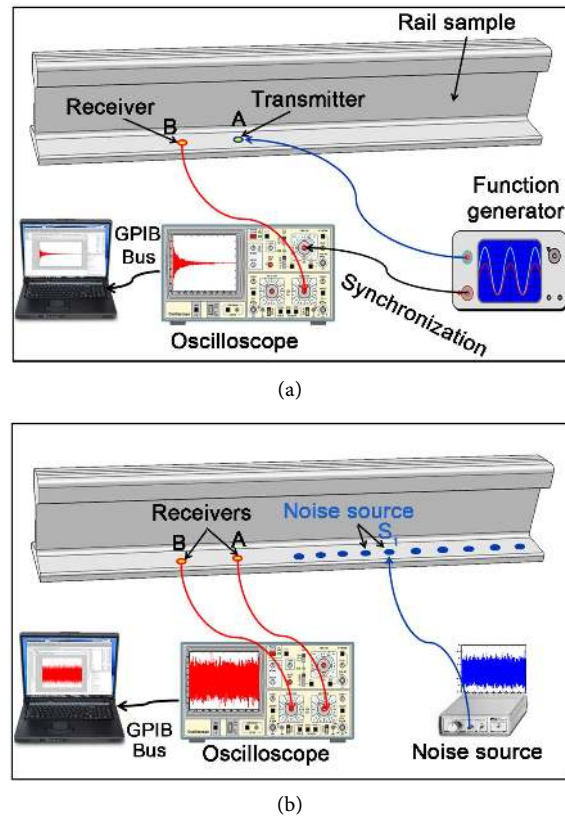 Rail sample
Receiver
B
A
Transmitter
Function
generator
GPIB
Bus
Oscilloscope
Synchronization
(a)
Receivers
B
A
Noise source
S1
GPIB
Bus
Oscilloscope
Noise source
(b)